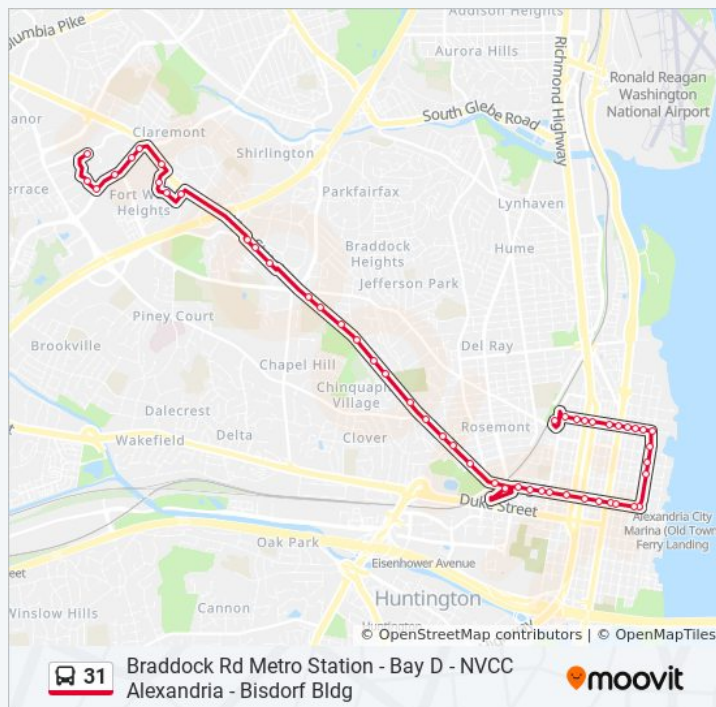 Columbia Pike
Addison Heights
Aurora Hills
Richmond Highway
Ronald Reagan
Washington
National Airport
South Glebe Road
anor
Claremont
Shirlington
errace
Fort W
Heights
Parkfairfax
Lynhaven
Braddock
Heights
Hume
Jefferson Park
Piney Court
Brookville
Del Ray
Chapel Hill
Chinquapin
Village
Dalecrest
Rosemont
Wakefield
Delta
Clover
Duke Street
Alexandria City
Marina (Old Town
Ferry Landing
Oak Park
Eisenhower Avenue
reet
Huntington
Winslow Hills
Cannon
Huntington
© OpenStreetMap contributors | © OpenMapTiles
31
Braddock Rd Metro Station - Bay D - NVCC
Alexandria - Bisdorf Bldg
moovit